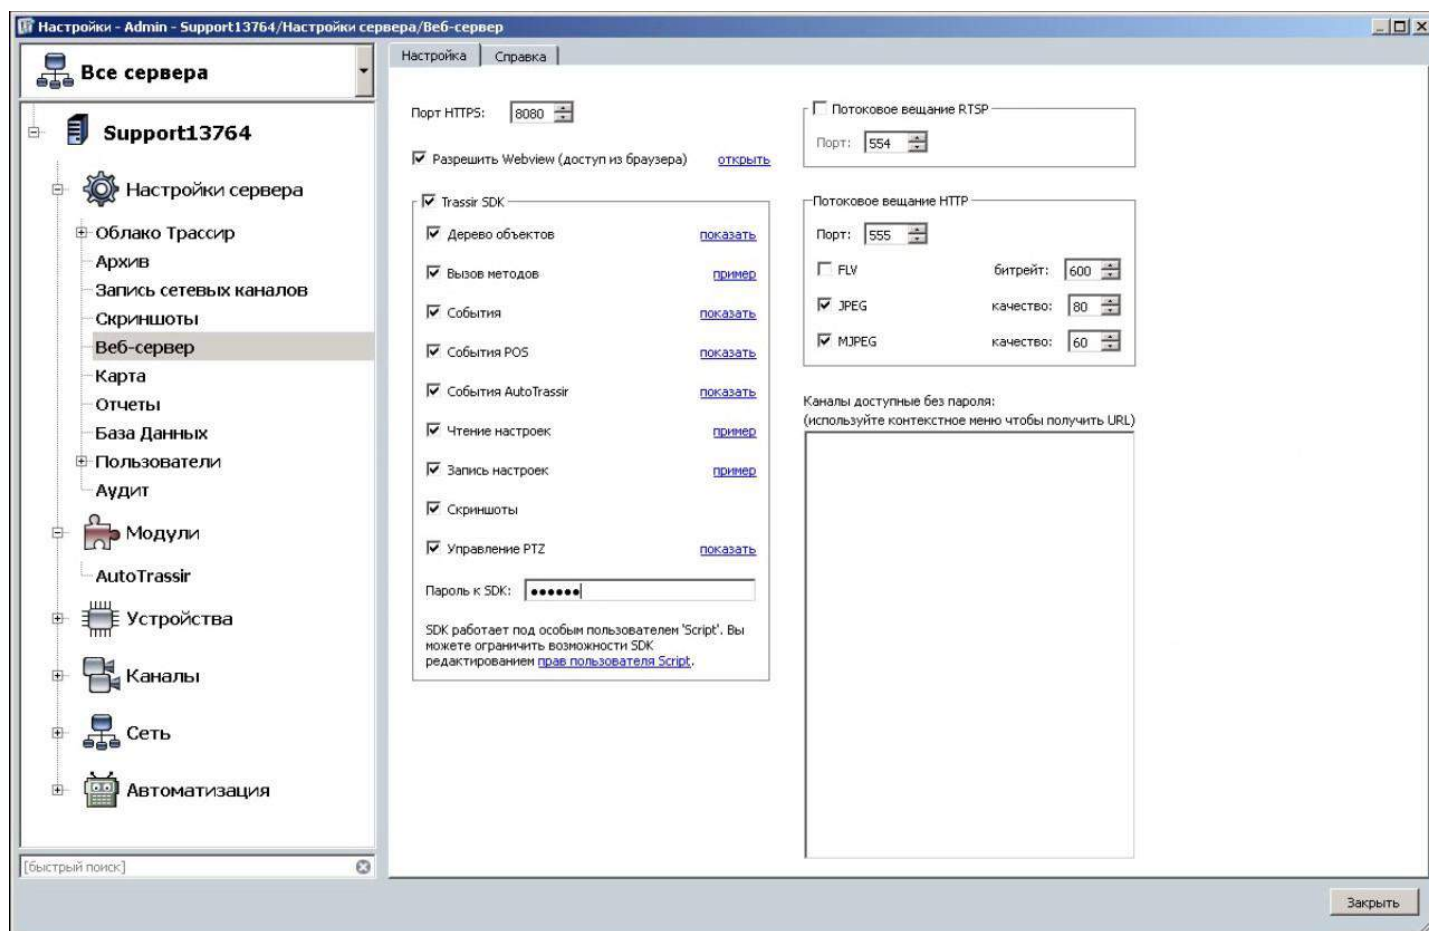 Настройки - Admin - Support13764/Настройки сервера/Веб-сервер
Все сервера
Support13764
Настройки сервера
Облако Трассир
Архив
Запись сетевых каналов
Скриншоты
Веб-сервер
Карта
Отчеты
База Данных
Пользователи
Аудит
Модули
AutoTrassir
Устройства
Каналы
Сеть
Автоматизация
[быстрый поиск]
Настройка Справка
Порт HTTPS: 8080
Разрешить Webview (доступ из браузера) открыть
Trassir SDK
Дерево объектов показать
Вызов методов пример
События показать
События POS показать
События AutoTrassir показать
Чтение настроек пример
Запись настроек пример
Скриншоты
Управление PTZ показать
Пароль к SDK: ••••••
SDK работает под особым пользователем 'Script'. Вы
можете ограничить возможности SDK
редактированием прав пользователя Script.
Потоковое вещание RTSP
Порт: 554
Потоковое вещание HTTP
Порт: 555
FLV битрейт: 600
JPEG качество: 80
MJPEG качество: 60
Каналы доступные без пароля:
(используйте контекстное меню чтобы получить URL)
Закрыть